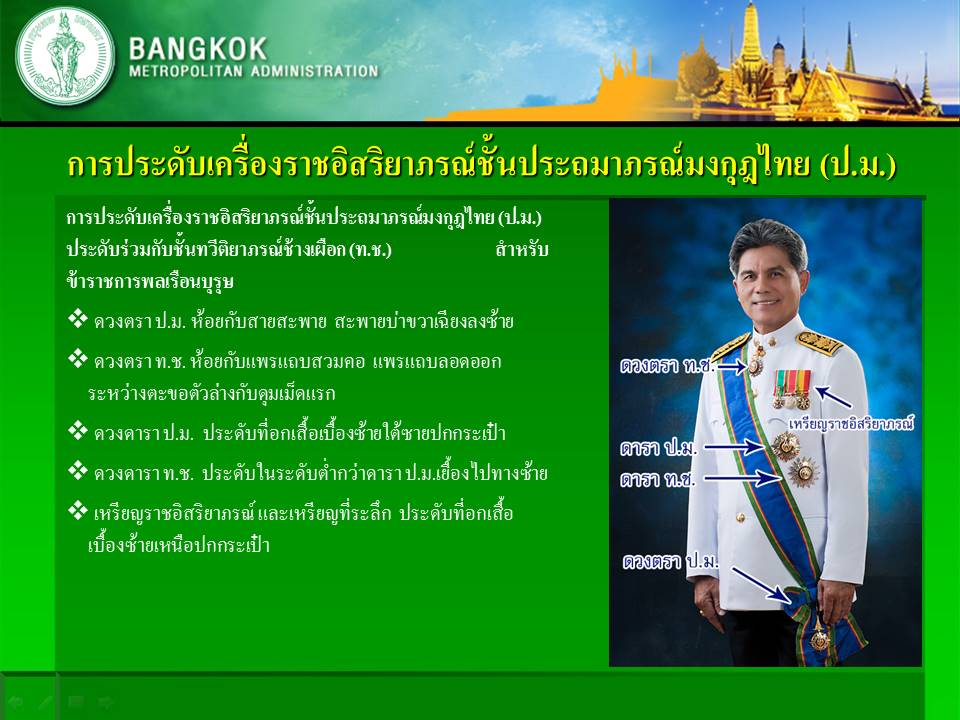 BANGKOK
METROPOLITAN ADMINISTRATION
การประดับเครื่องราชอิสริยาภรณ์ชั้นประถมาภรณ์มงกุฎไทย (ป.ม.)
การประดับเครื่องราชอิสริยาภรณ์ชั้นประถมาภรณ์มงกุฎไทย (ป.ม.)
ประดับร่วมกับชั้นทวีติยาภรณ์ช้างเผือก (ท.ช.) สำหรับ
ข้าราชการพลเรือนบุรุษ
❖ ดวงตรา ป.ม. ห้อยกับสายสะพาย สะพายบ่าขวาเฉียงลงซ้าย
❖ ดวงตรา ท.ช. ห้อยกับแพรแถบสวมคอ แพรแถบลอดออก
ระหว่างตะขอตัวล่างกับดุมเม็ดแรก
❖ ดวงดารา ป.ม. ประดับที่อกเสื้อเบื้องซ้ายใต้ชายปกกระเป๋า
❖ ดวงดารา ท.ช. ประดับในระดับต่ำกว่าดารา ป.ม.เยื้องไปทางซ้าย
❖ เหรียญราชอิสริยาภรณ์ และเหรียญที่ระลึก ประดับที่อกเสื้อ
เบื้องซ้ายเหนือปกกระเป๋า
ดวงตรา ท.ช.
เหรียญราชอิสริยาภรณ์
ดารา ป.ม.
ดารา ท.ช.
ดวงตรา ป.ม.